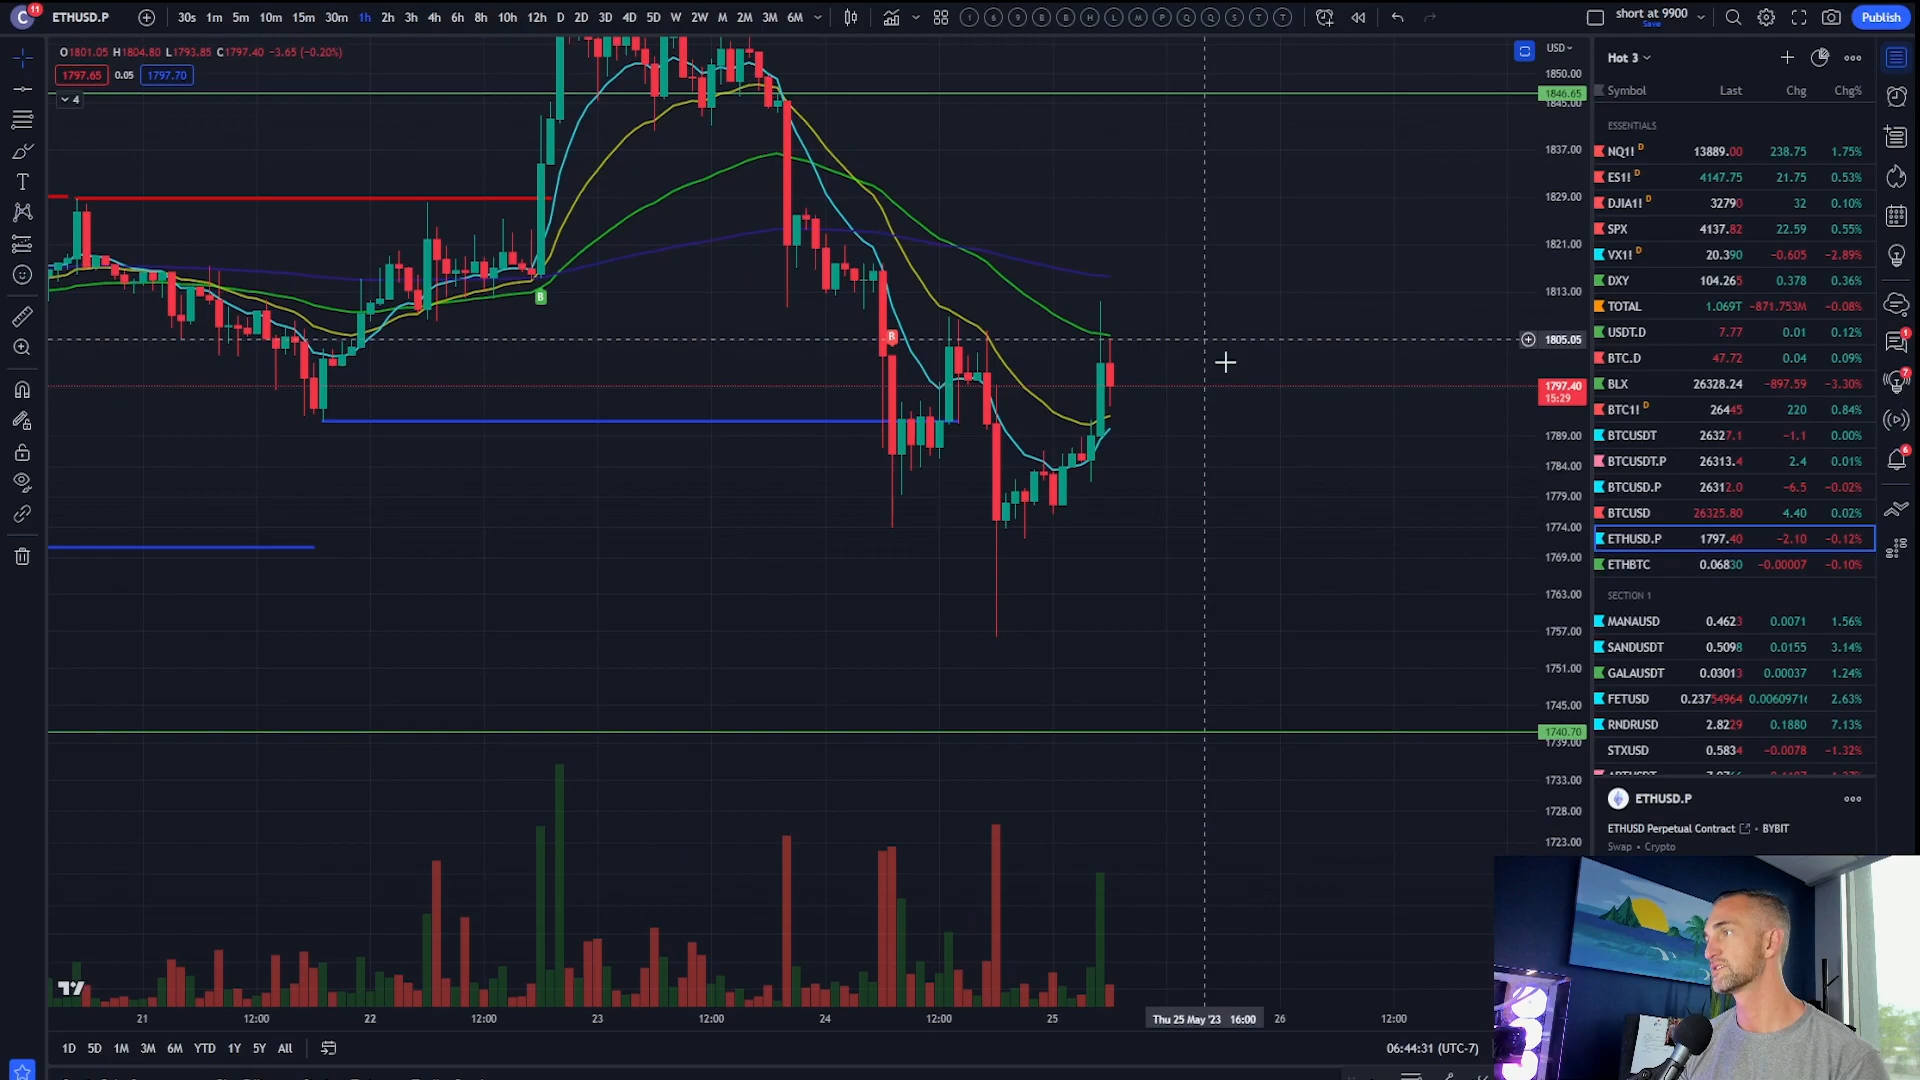 C 11 ETHUSD.P 30s 1m 5m 10m 15m 30m 1h 2h 3h 4h 6h 8h 10h 12h D 2D 3D 4D 5D W 2W M 2M 3M 6M short at 9900 Save Publish
O1801.05 H1804.80 L1793.85 C1797.40 −3.65 (−0.20%)
1797.65 0.05 1797.70
4
USD
1850.00
1846.65
1845.00
1837.00
1829.00
1821.00
1813.00
1805.05
1797.40
15:29
1789.00
1784.00
1779.00
1774.00
1769.00
1763.00
1757.00
1751.00
1745.00
1740.70
1739.00
1733.00
1728.00
1723.00
B
R
21 12:00 22 12:00 23 12:00 24 12:00 25 Thu 25 May '23 16:00 26 12:00
1D 5D 1M 3M 6M YTD 1Y 5Y All 06:44:31 (UTC-7)
Hot 3
Symbol Last Chg Chg%
ESSENTIALS
NQ1! D 13889.00 238.75 1.75%
ES1! D 4147.75 21.75 0.53%
DJIA1! D 32790 32 0.10%
SPX 4137.82 22.59 0.55%
VX1! D 20.390 −0.605 −2.89%
DXY 104.265 0.378 0.36%
TOTAL 1.069T −871.753M −0.08%
USDT.D 7.77 0.01 0.12%
BTC.D 47.72 0.04 0.09%
BLX 26328.24 −897.59 −3.30%
BTC1! D 26445 220 0.84%
BTCUSDT 26327.1 −1.1 0.00%
BTCUSDT.P 26313.4 2.4 0.01%
BTCUSD.P 26312.0 −6.5 −0.02%
BTCUSD 26325.80 4.40 0.02%
ETHUSD.P 1797.40 −2.10 −0.12%
ETHBTC 0.06830 −0.00007 −0.10%
SECTION 1
MANAUSD 0.4623 0.0071 1.56%
SANDUSDT 0.5098 0.0155 3.14%
GALAUSDT 0.03013 0.00037 1.24%
FETUSD 0.23754964 0.0060971 2.63%
RNDRUSD 2.8229 0.1880 7.13%
STXUSD 0.5834 −0.0078 −1.32%
ETHUSD.P
ETHUSD Perpetual Contract • BYBIT
Swap • Crypto